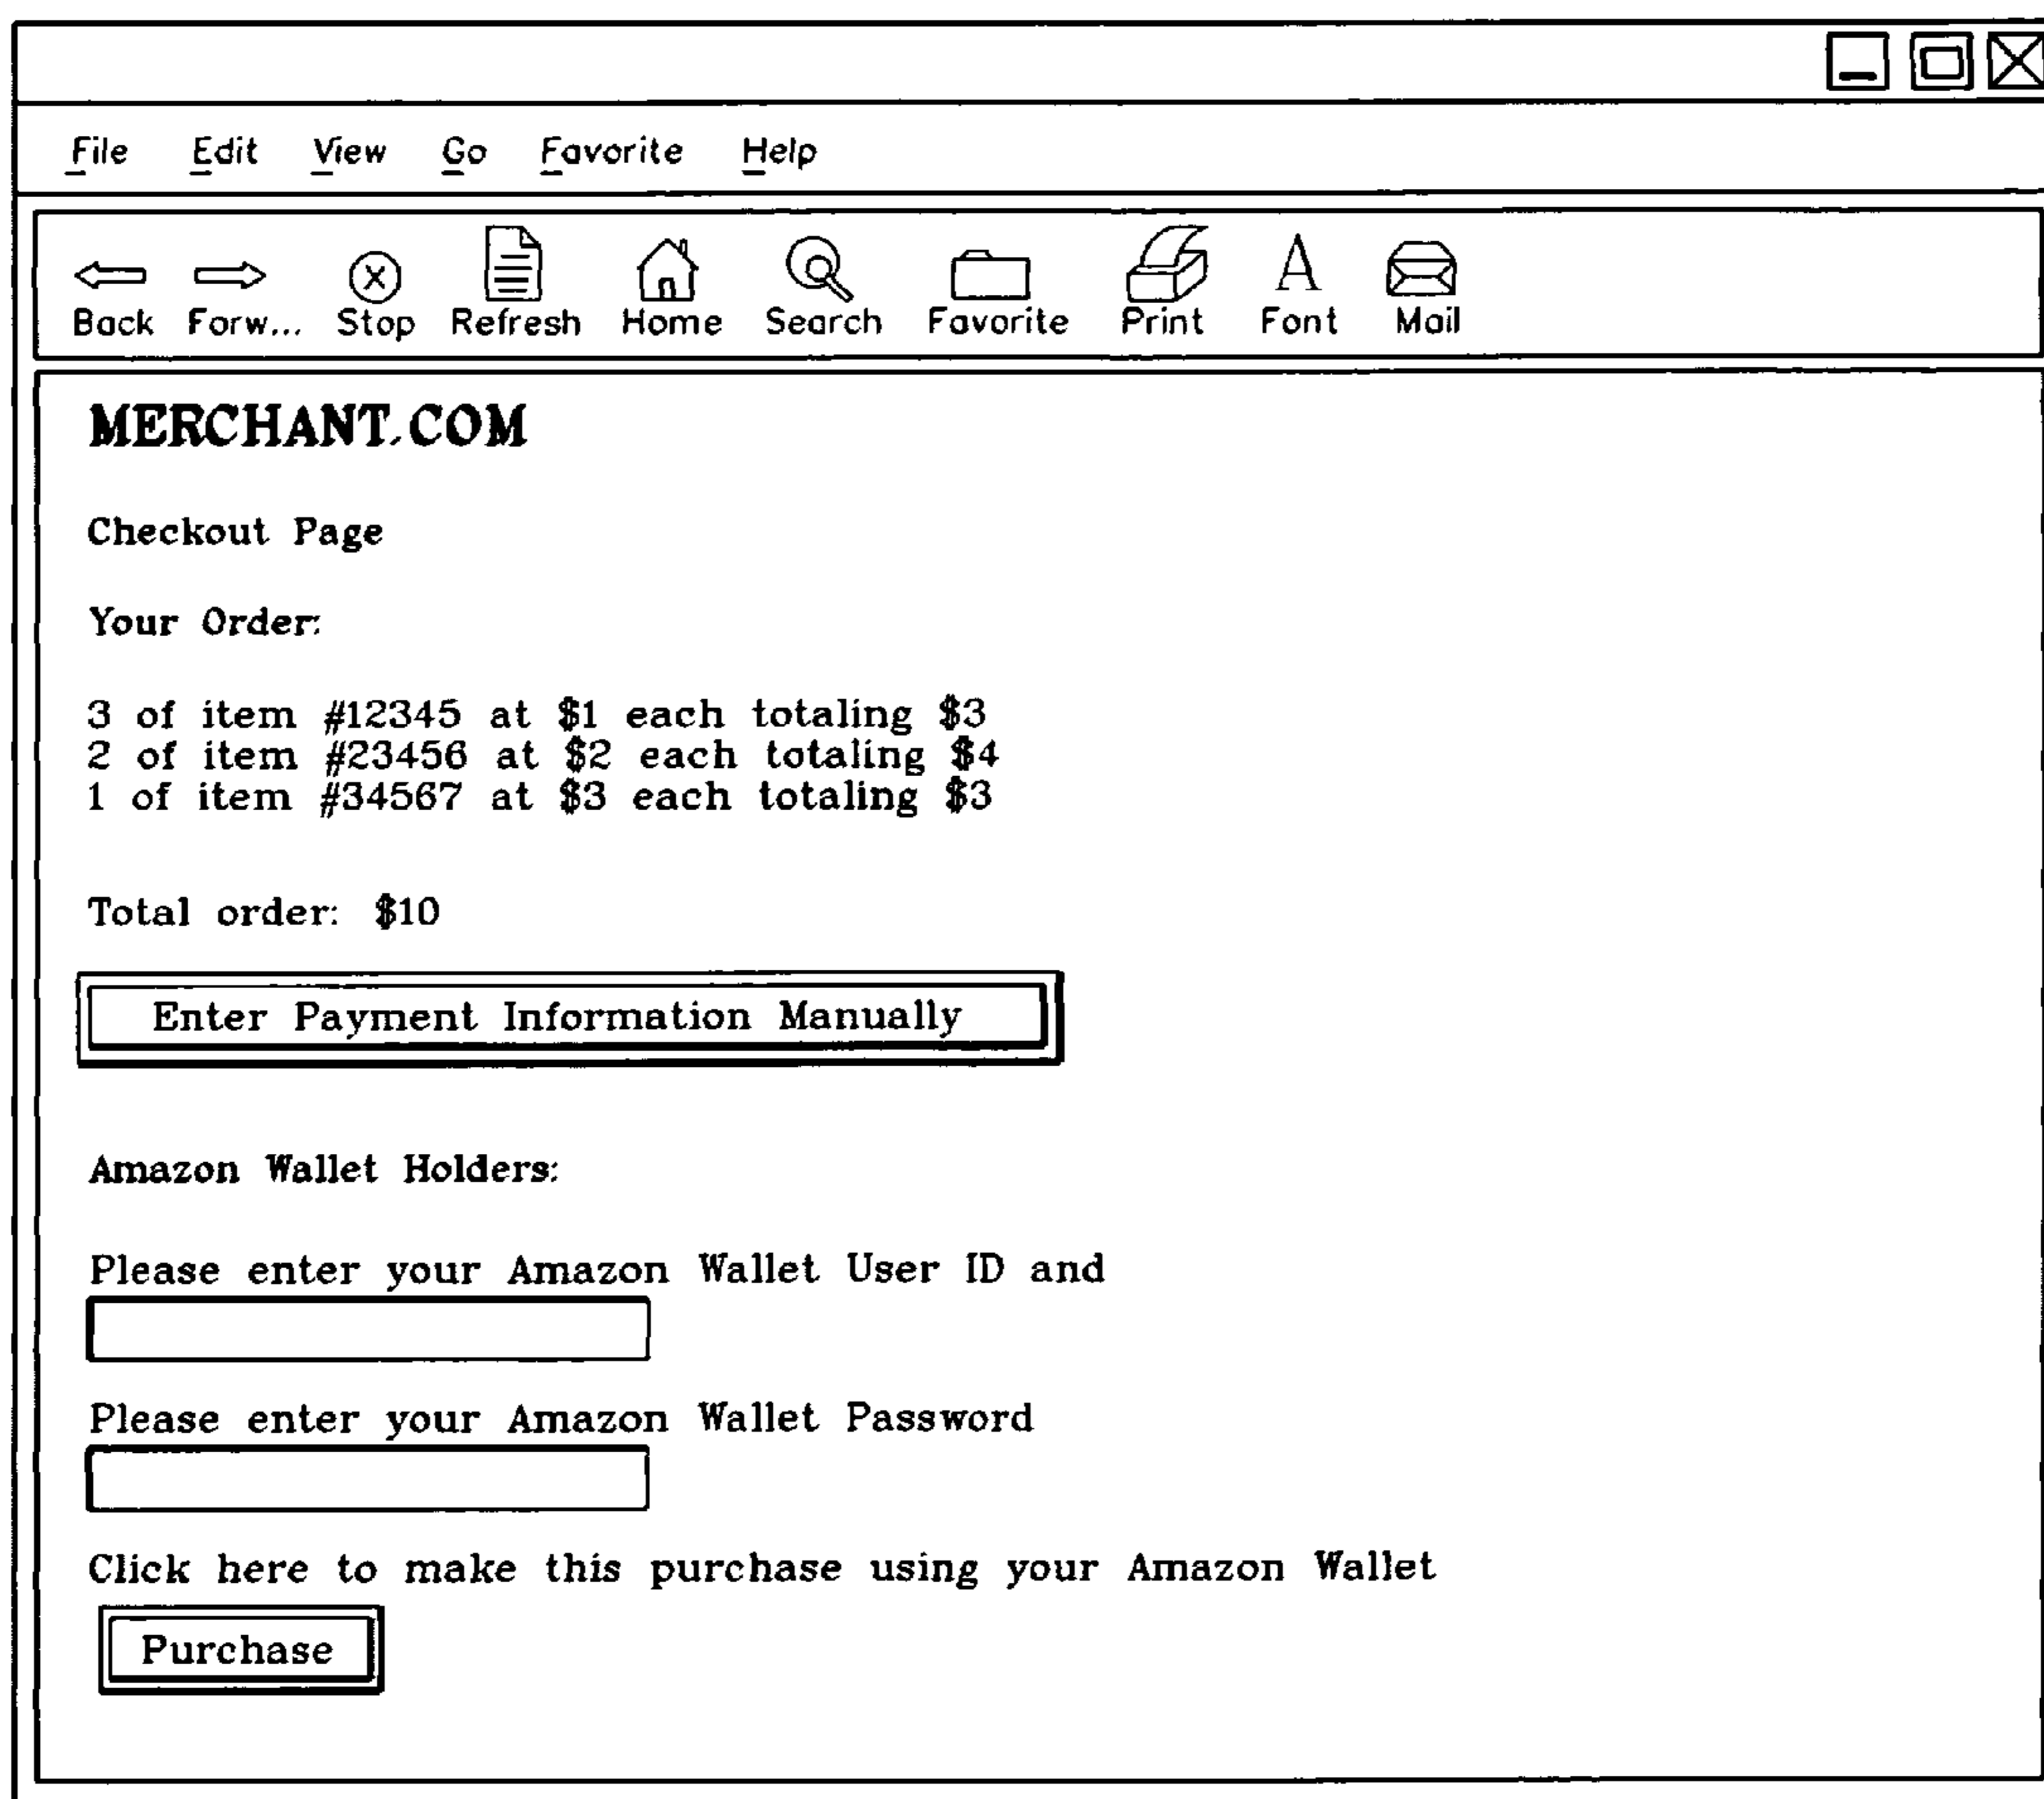 File Edit View Go Favorite Help
Back Forw... Stop Refresh Home Search Favorite Print Font Mail
MERCHANT.COM
Checkout Page
Your Order:
3 of item #12345 at $1 each totaling $3
2 of item #23456 at $2 each totaling $4
1 of item #34567 at $3 each totaling $3
Total order: $10
Enter Payment Information Manually
Amazon Wallet Holders:
Please enter your Amazon Wallet User ID and
Please enter your Amazon Wallet Password
Click here to make this purchase using your Amazon Wallet
Purchase